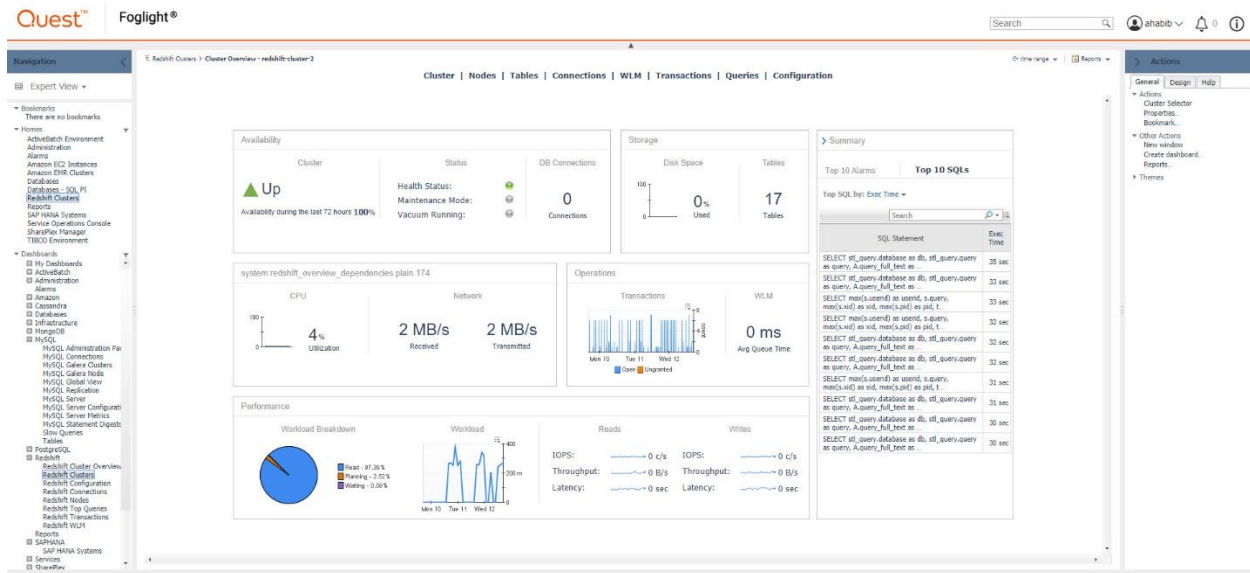 Quest™
Foglight®
Search
ahabib
0
Navigation
Redshift Clusters > Cluster Overview - redshift-cluster-2
time range
Reports
Actions
Cluster | Nodes | Tables | Connections | WLM | Transactions | Queries | Configuration
Expert View
Bookmarks
There are no bookmarks
Homes
ActiveBatch Environment
Administration
Alarms
Amazon EC2 Instances
Amazon EMR Clusters
Databases
Databases - SQL PI
Redshift Clusters
Reports
SAP HANA Systems
Service Operations Console
SharePlex Manager
TIBCO Environment
Dashboards
My Dashboards
ActiveBatch
Administration
Alarms
Amazon
Cassandra
Databases
Infrastructure
MongoDB
MySQL
MySQL Administration Pa
MySQL Connections
MySQL Galera Clusters
MySQL Galera Node
MySQL Global View
MySQL Replication
MySQL Server
MySQL Server Configurati
MySQL Server Metrics
MySQL Statement Digests
Slow Queries
Tables
PostgreSQL
Redshift
Redshift Cluster Overview
Redshift Clusters
Redshift Configuration
Redshift Connections
Redshift Nodes
Redshift Top Queries
Redshift Transactions
Redshift WLM
Reports
SAPHANA
SAP HANA Systems
Services
SharePlex
Availability
Cluster
Status
DB Connections
Up
Availability during the last 72 hours 100%
Health Status:
Maintenance Mode:
Vacuum Running:
0
Connections
Storage
Disk Space
Tables
100
0
0%
Used
17
Tables
system:redshift_overview_dependencies plain.174
CPU
Network
100
0
4%
Utilization
2 MB/s
Received
2 MB/s
Transmitted
Operations
Transactions
WLM
8
4
0
count
Mon 10 Tue 11 Wed 12
Open Ungranted
0 ms
Avg Queue Time
Performance
Workload Breakdown
Workload
Reads
Writes
Read - 97.39%
Planning - 2.52%
Waiting - 0.09%
400
200 m
0
Mon 10 Tue 11 Wed 12
IOPS: 0 c/s
Throughput: 0 B/s
Latency: 0 sec
IOPS: 0 c/s
Throughput: 0 B/s
Latency: 0 sec
Summary
Top 10 Alarms
Top 10 SQLs
Top SQL by: Exec Time
Search
SQL Statement
Exec Time
SELECT stl_query.database as db, stl_query.query
as query, A.query_full_text as ...
35 sec
SELECT stl_query.database as db, stl_query.query
as query, A.query_full_text as ...
33 sec
SELECT max(s.userid) as userid, s.query,
max(s.xid) as xid, max(s.pid) as pid, t...
33 sec
SELECT max(s.userid) as userid, s.query,
max(s.xid) as xid, max(s.pid) as pid, t...
32 sec
SELECT stl_query.database as db, stl_query.query
as query, A.query_full_text as ...
32 sec
SELECT stl_query.database as db, stl_query.query
as query, A.query_full_text as ...
32 sec
SELECT max(s.userid) as userid, s.query,
max(s.xid) as xid, max(s.pid) as pid, t...
31 sec
SELECT stl_query.database as db, stl_query.query
as query, A.query_full_text as ...
31 sec
SELECT stl_query.database as db, stl_query.query
as query, A.query_full_text as ...
30 sec
SELECT stl_query.database as db, stl_query.query
as query, A.query_full_text as ...
30 sec
General
Design
Help
Actions
Cluster Selector
Properties...
Bookmark...
Other Actions
New window
Create dashboard...
Reports...
Themes